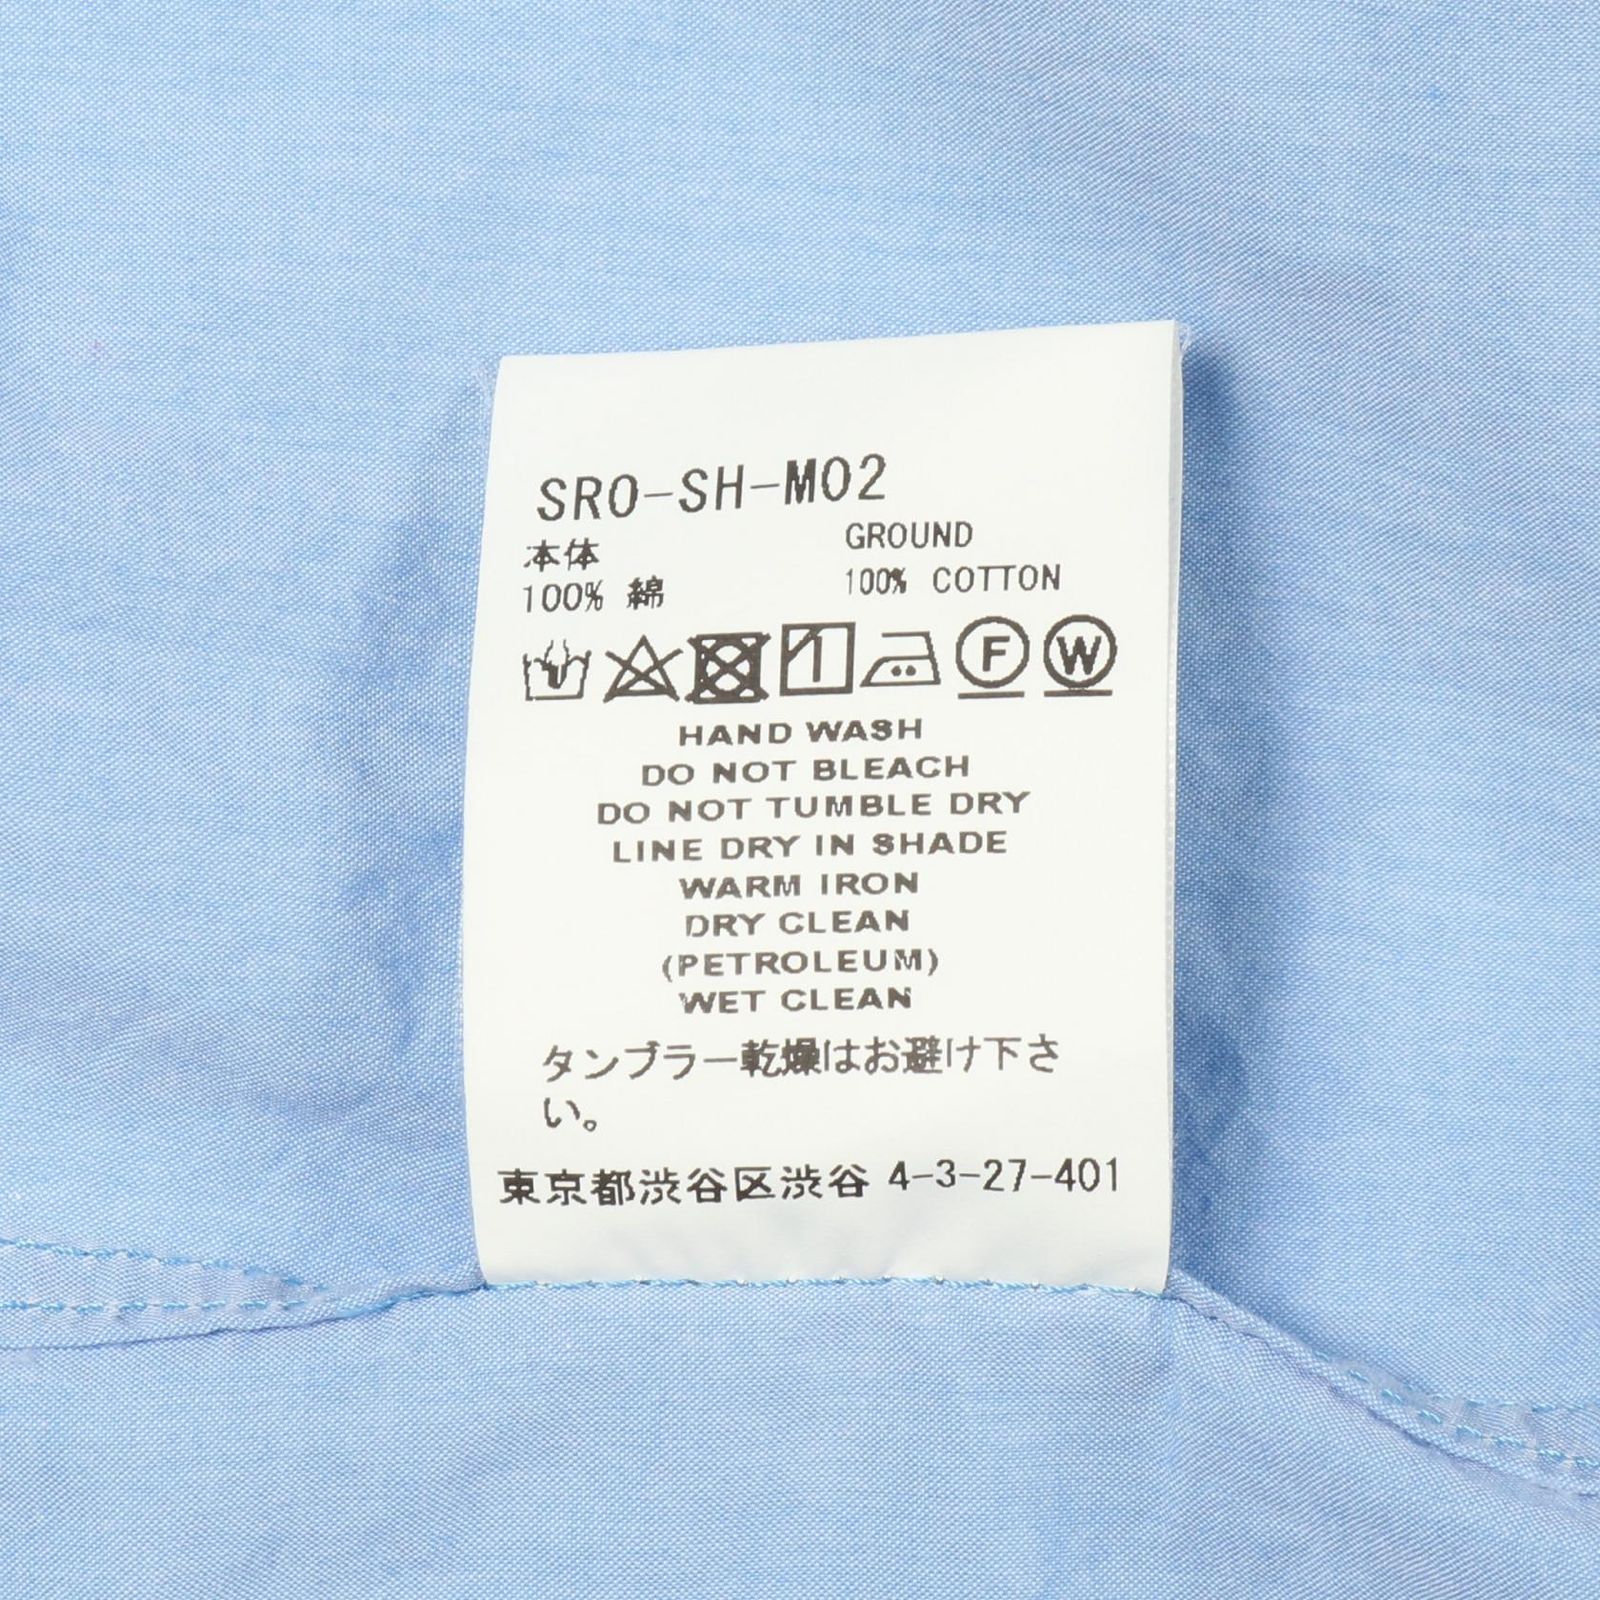 SRO-SH-M02
本体 GROUND
100% 綿 100% COTTON
F W
HAND WASH
DO NOT BLEACH
DO NOT TUMBLE DRY
LINE DRY IN SHADE
WARM IRON
DRY CLEAN
(PETROLEUM)
WET CLEAN
タンブラー乾燥はお避け下さ
い。
東京都渋谷区渋谷 4-3-27-401